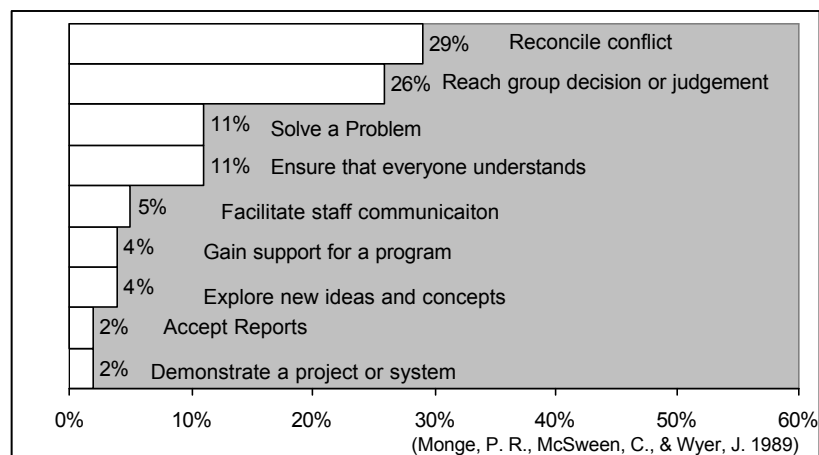 29% Reconcile conflict
26% Reach group decision or judgement
11% Solve a Problem
11% Ensure that everyone understands
5% Facilitate staff communicaiton
4% Gain support for a program
4% Explore new ideas and concepts
2% Accept Reports
2% Demonstrate a project or system
0% 10% 20% 30% 40% 50% 60%
(Monge, P. R., McSween, C., & Wyer, J. 1989)